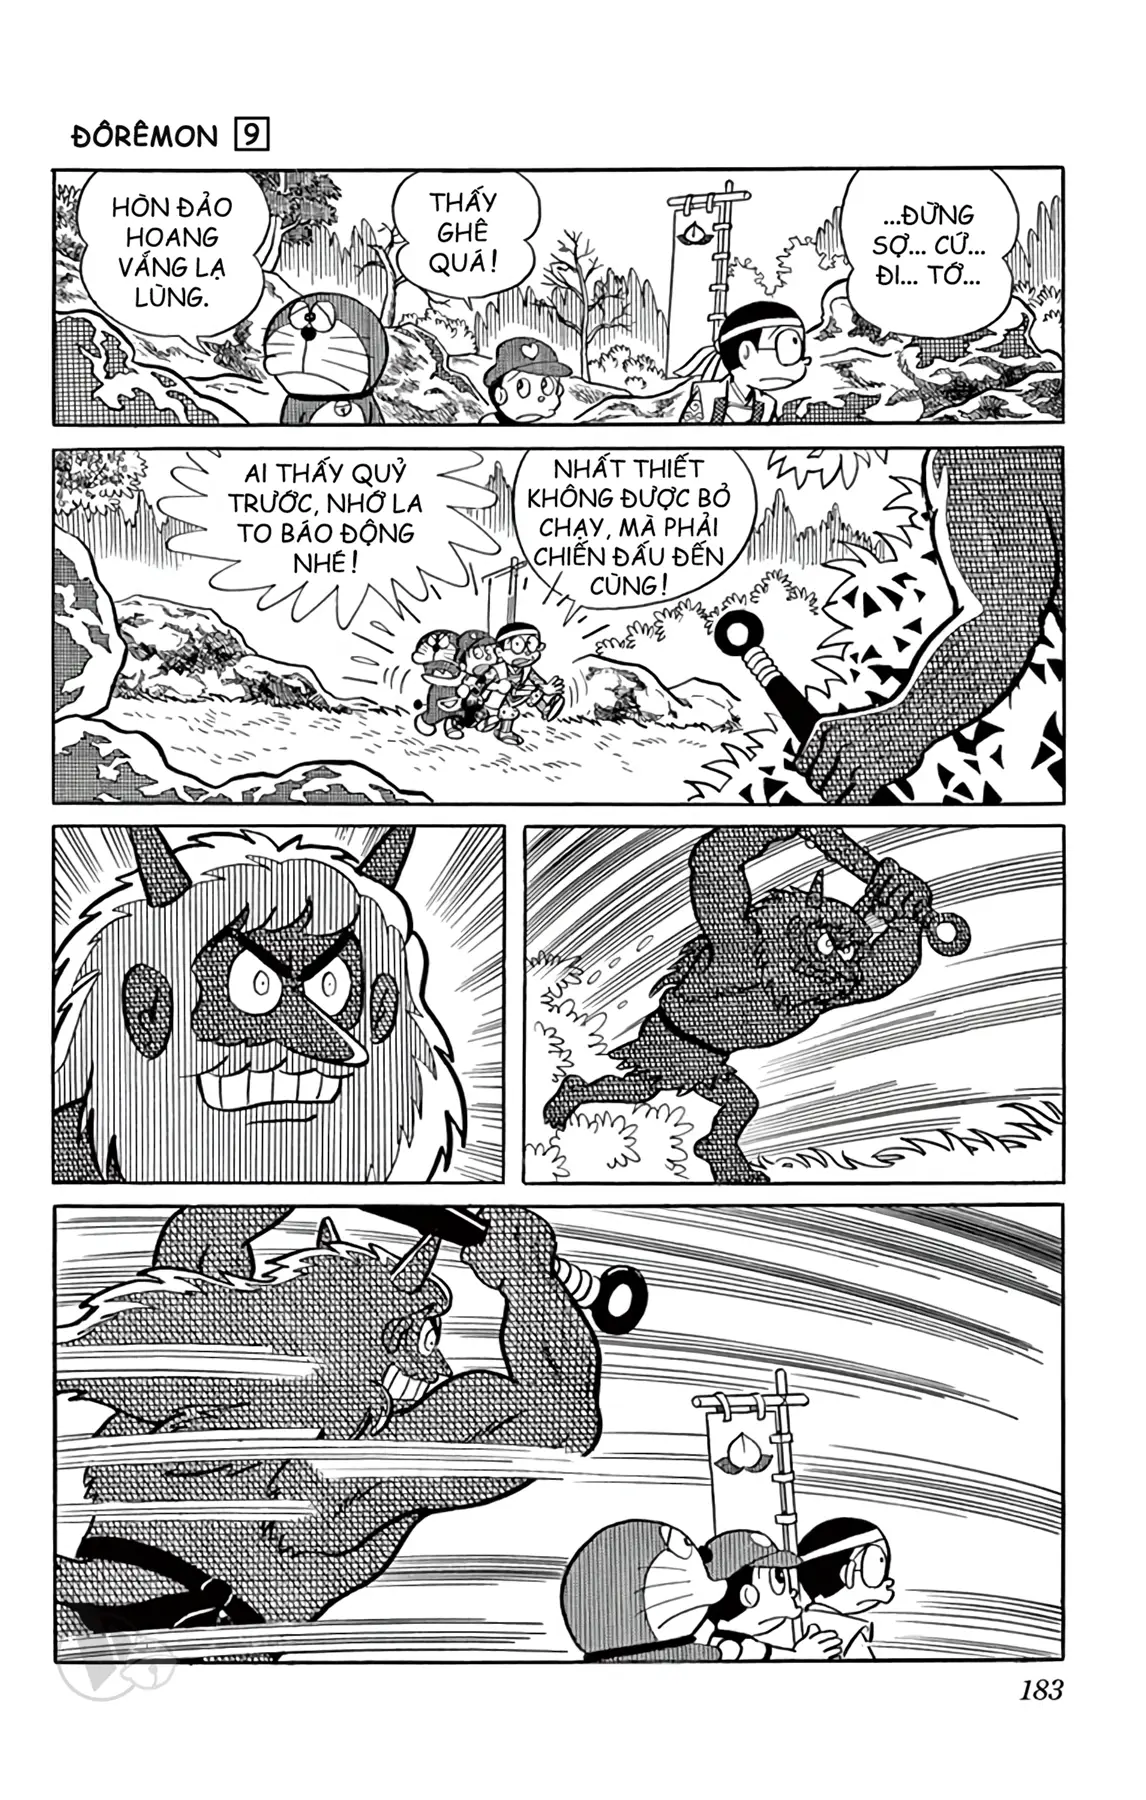 ĐÔRÊMON 9
HÒN ĐẢO
HOANG
VẮNG LẠ
LÙNG.
THẤY
GHÊ
QUÁ!
...ĐỪNG
SỢ... CỨ...
ĐI... TỚ...
AI THẤY QUỶ
TRƯỚC, NHỚ LA
TO BÁO ĐỘNG
NHÉ!
NHẤT THIẾT
KHÔNG ĐƯỢC BỎ
CHẠY, MÀ PHẢI
CHIẾN ĐẤU ĐẾN
CÙNG!
183